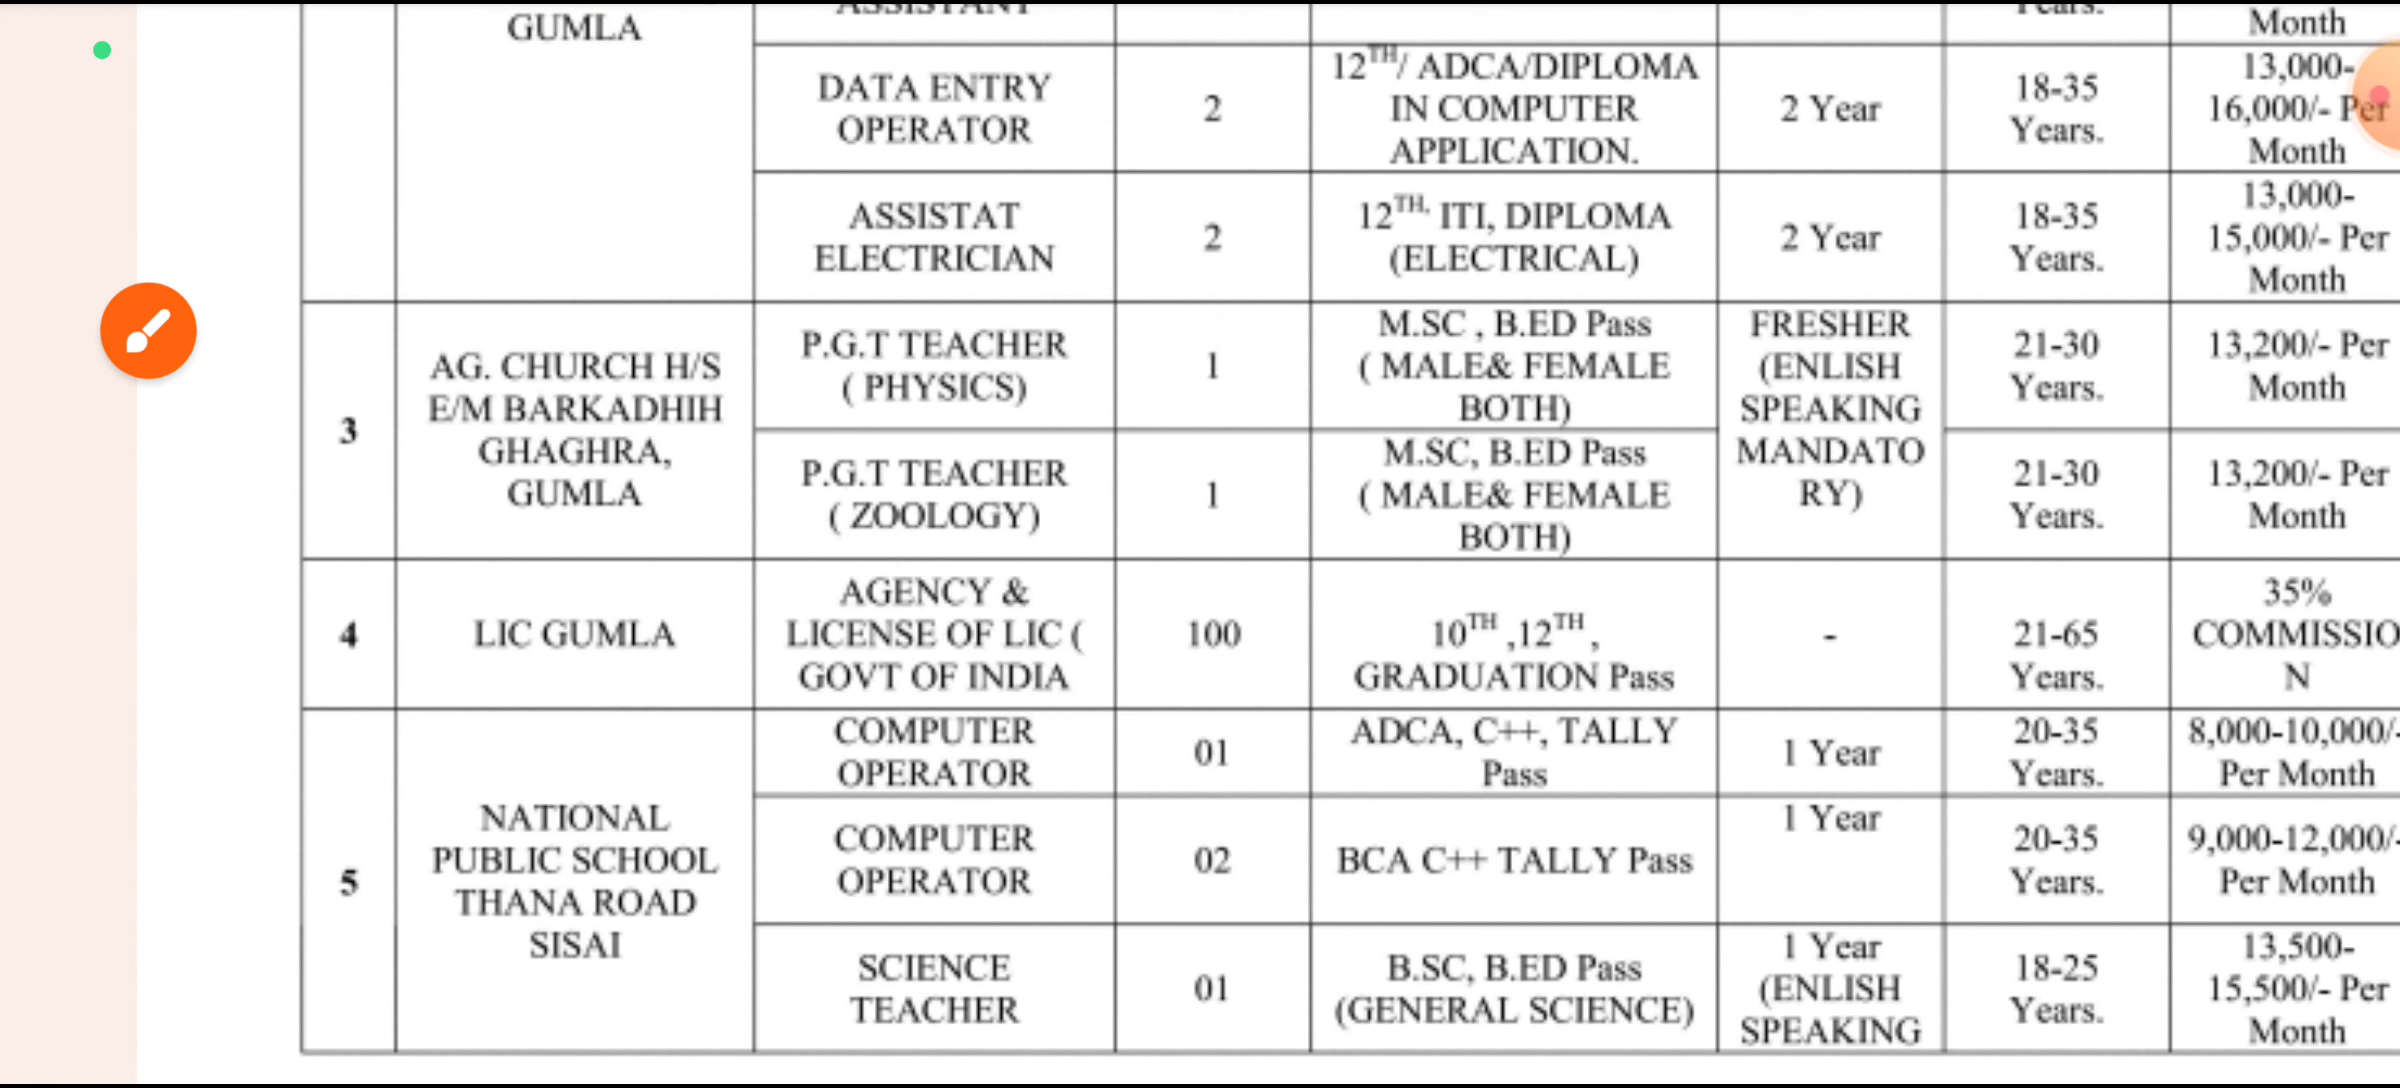 GUMLA
ASSISTANT
Years.
Month
DATA ENTRY
OPERATOR
2
12TH/ ADCA/DIPLOMA
IN COMPUTER
APPLICATION.
2 Year
18-35
Years.
13,000-
16,000/- Per
Month
ASSISTAT
ELECTRICIAN
2
12TH, ITI, DIPLOMA
(ELECTRICAL)
2 Year
18-35
Years.
13,000-
15,000/- Per
Month
3
AG. CHURCH H/S
E/M BARKADHIH
GHAGHRA,
GUMLA
P.G.T TEACHER
( PHYSICS)
1
M.SC , B.ED Pass
( MALE& FEMALE
BOTH)
FRESHER
(ENLISH
SPEAKING
MANDATO
RY)
21-30
Years.
13,200/- Per
Month
P.G.T TEACHER
( ZOOLOGY)
1
M.SC, B.ED Pass
( MALE& FEMALE
BOTH)
21-30
Years.
13,200/- Per
Month
4
LIC GUMLA
AGENCY &
LICENSE OF LIC (
GOVT OF INDIA
100
10TH ,12TH ,
GRADUATION Pass
-
21-65
Years.
35%
COMMISSIO
N
5
NATIONAL
PUBLIC SCHOOL
THANA ROAD
SISAI
COMPUTER
OPERATOR
01
ADCA, C++, TALLY
Pass
1 Year
20-35
Years.
8,000-10,000/-
Per Month
COMPUTER
OPERATOR
02
BCA C++ TALLY Pass
1 Year
20-35
Years.
9,000-12,000/-
Per Month
SCIENCE
TEACHER
01
B.SC, B.ED Pass
(GENERAL SCIENCE)
1 Year
(ENLISH
SPEAKING
18-25
Years.
13,500-
15,500/- Per
Month